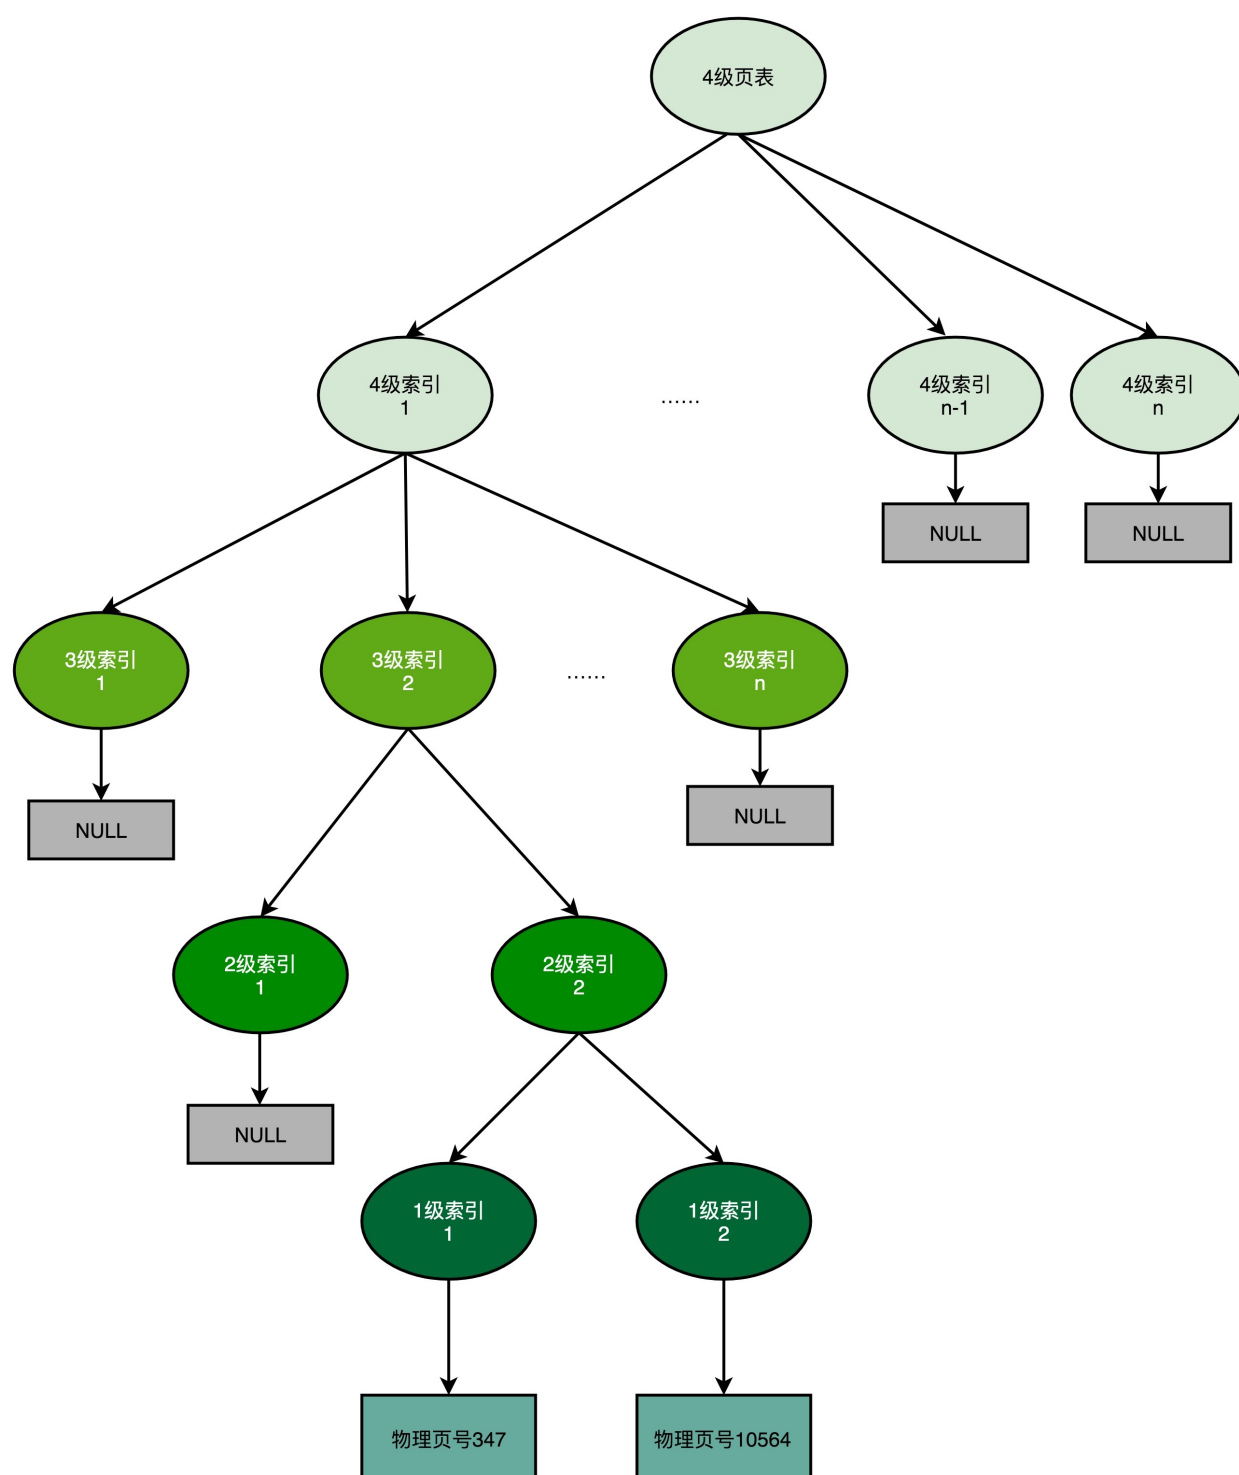 4级页表
4级索引
1
......
4级索引
n-1
4级索引
n
NULL
NULL
3级索引
1
3级索引
2
......
3级索引
n
NULL
NULL
2级索引
1
2级索引
2
NULL
1级索引
1
1级索引
2
物理页号347
物理页号10564